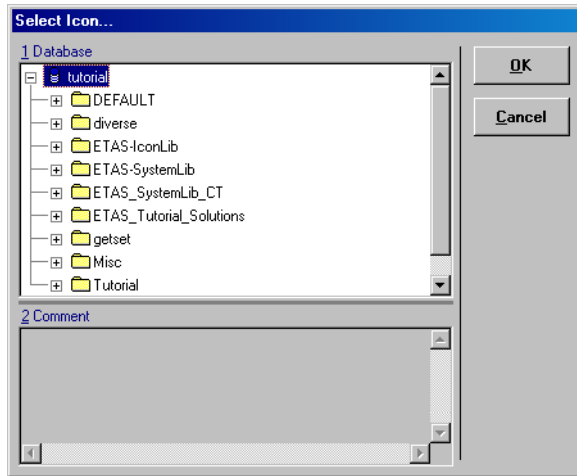 Select Icon...
1 Database
tutorial
DEFAULT
diverse
ETAS-IconLib
ETAS-SystemLib
ETAS_SystemLib_CT
ETAS_Tutorial_Solutions
getset
Misc
Tutorial
2 Comment
OK
Cancel